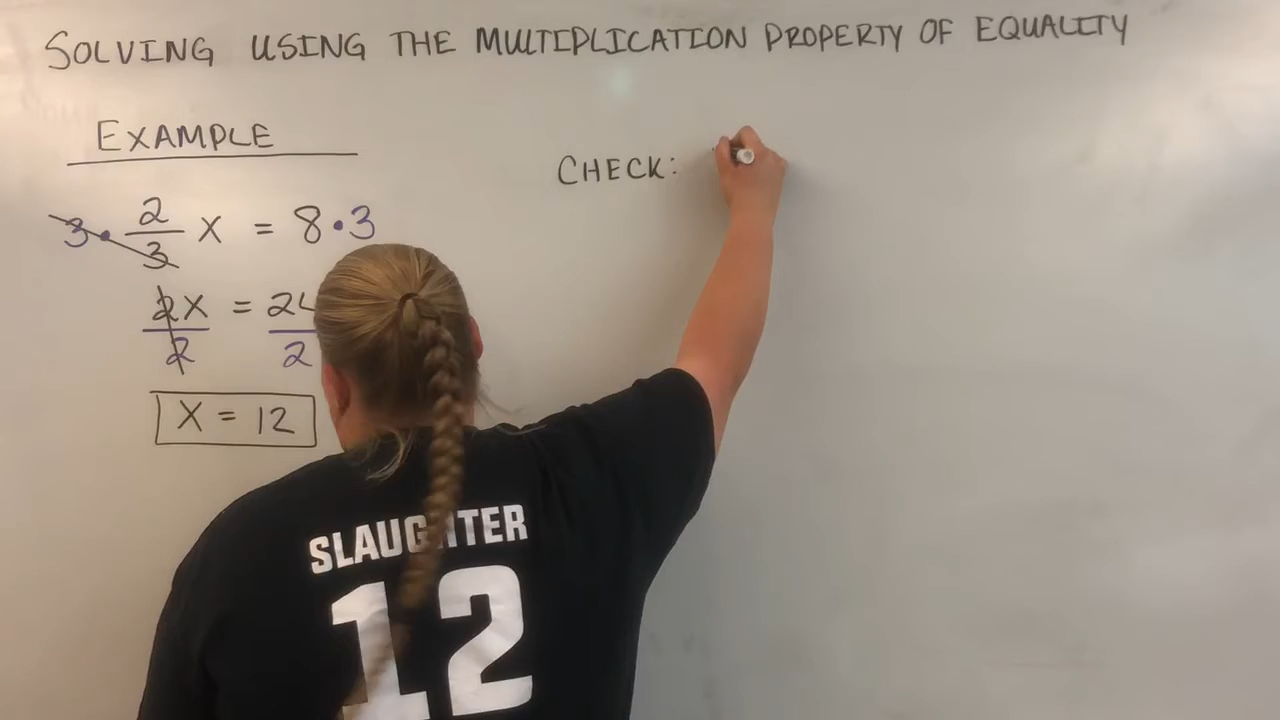 SOLVING USING THE MULTIPLICATION PROPERTY OF EQUALITY
EXAMPLE
3 • 2/3 X = 8 • 3
2X/2 = 24/2
X = 12
CHECK:
SLAUGHTER
12